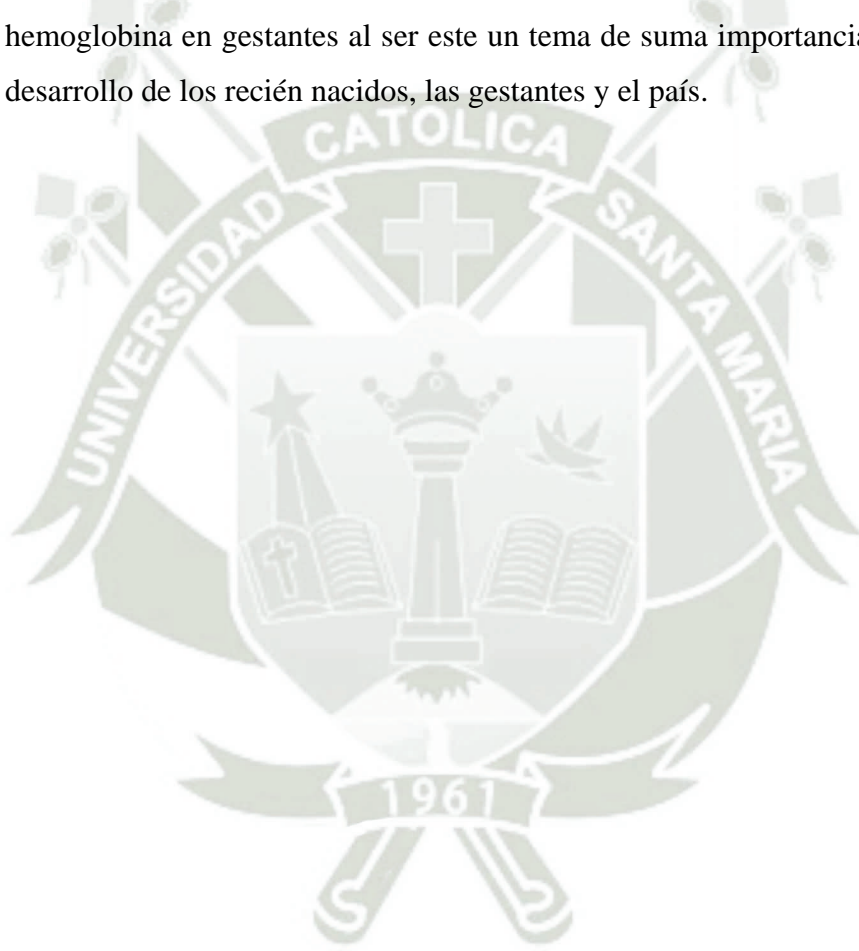 hemoglobina en gestantes al ser este un tema de suma importancia
desarrollo de los recién nacidos, las gestantes y el país.
UNIVERSIDAD CATOLICA SANTA MARIA
1961